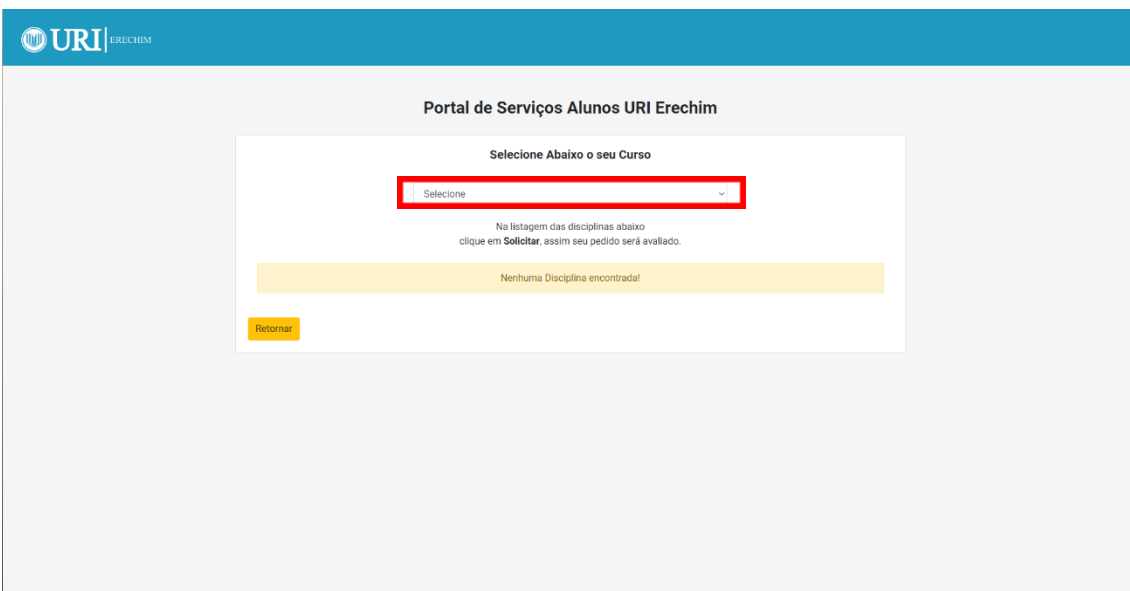 URI ERECHIM
Portal de Serviços Alunos URI Erechim
Selecione Abaixo o seu Curso
Selecione
Na listagem das disciplinas abaixo
clique em Solicitar, assim seu pedido será avaliado.
Nenhuma Disciplina encontrada!
Retornar